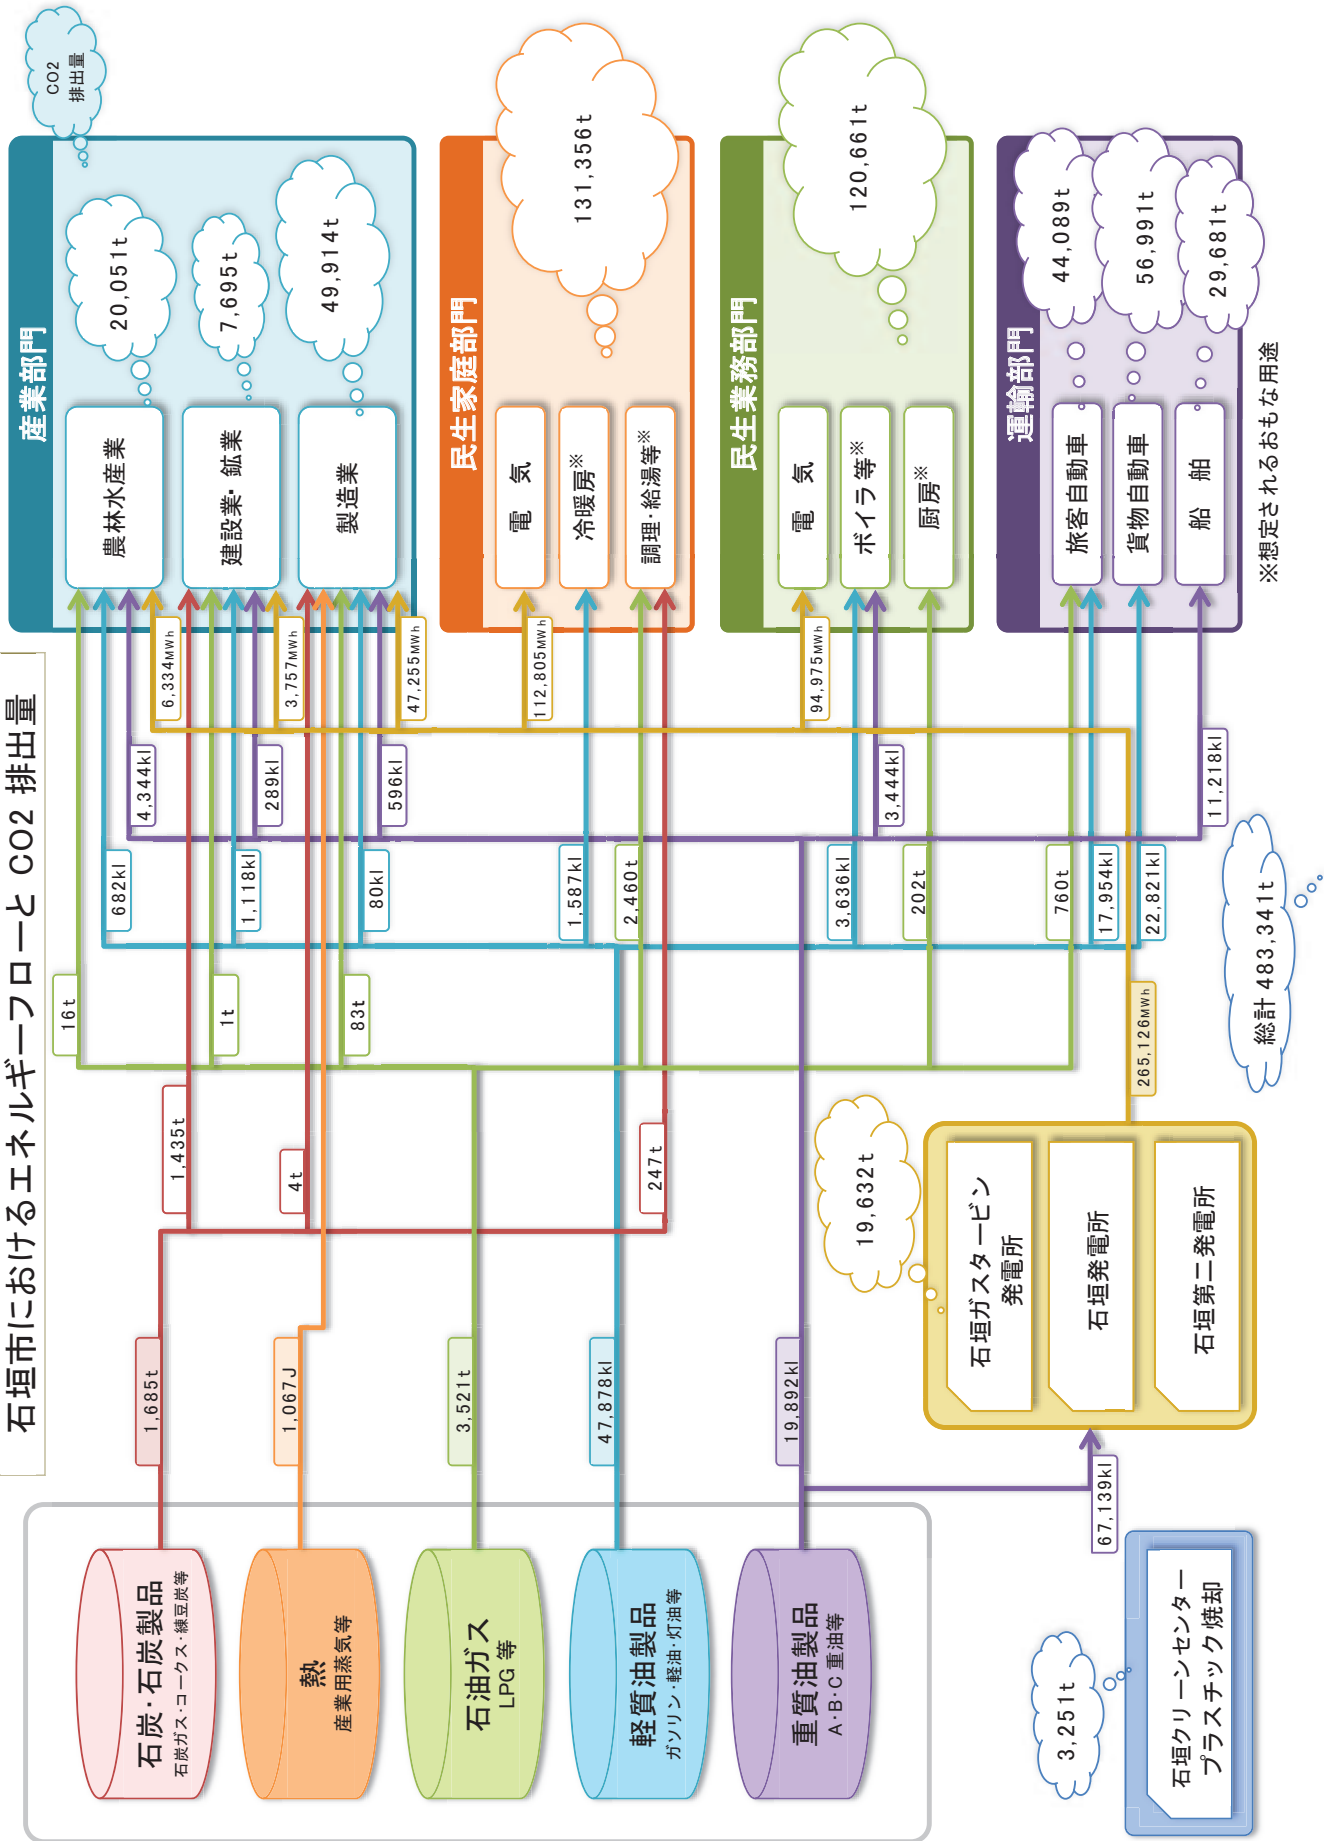 石垣市におけるエネルギーフローと CO2 排出量
石炭・石炭製品
石炭ガス・コークス・練豆炭等
熱
産業用蒸気等
石油ガス
LPG 等
軽質油製品
ガソリン・軽油・灯油等
重質油製品
A・B・C 重油等
1,685t
1,067J
3,521t
47,878kl
19,892kl
67,139kl
3,251t
石垣クリーンセンター
プラスチック焼却
19,632t
石垣ガスタービン
発電所
石垣発電所
石垣第二発電所
265,126MWh
1,435t
4t
247t
16t
1t
83t
2,460t
202t
760t
682kl
1,118kl
80kl
1,587kl
3,636kl
17,954kl
22,821kl
4,344kl
289kl
596kl
3,444kl
11,218kl
6,334MWh
3,757MWh
47,255MWh
112,805MWh
94,975MWh
産業部門
農林水産業
20,051t
建設業・鉱業
7,695t
製造業
49,914t
CO2
排出量
民生家庭部門
電 気
冷暖房※
調理・給湯等※
131,356t
民生業務部門
電 気
ボイラ等※
厨房※
120,661t
運輸部門
旅客自動車
44,089t
貨物自動車
56,991t
船 舶
29,681t
※想定されるおもな用途
総計 483,341t